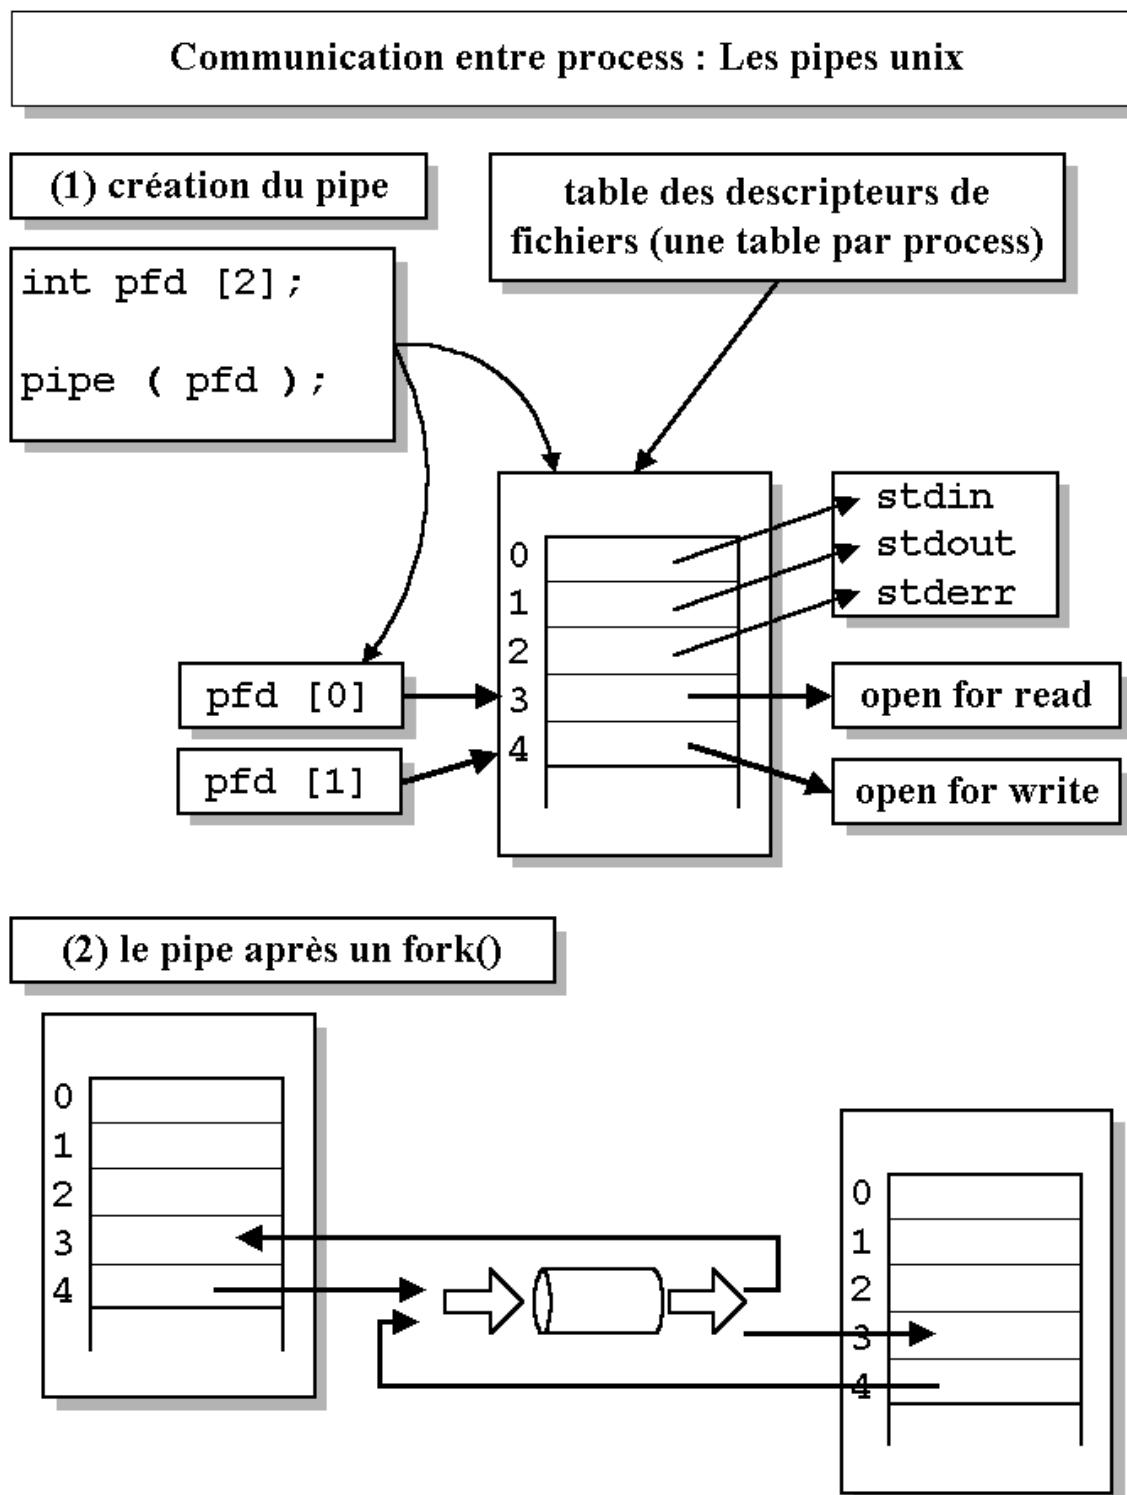 Communication entre process : Les pipes unix
(1) création du pipe
table des descripteurs de
fichiers (une table par process)
int pfd [2];
pipe ( pfd );
stdin
stdout
stderr
0
1
2
3
4
pfd [0]
pfd [1]
open for read
open for write
(2) le pipe après un fork()
0
1
2
3
4
0
1
2
3
4